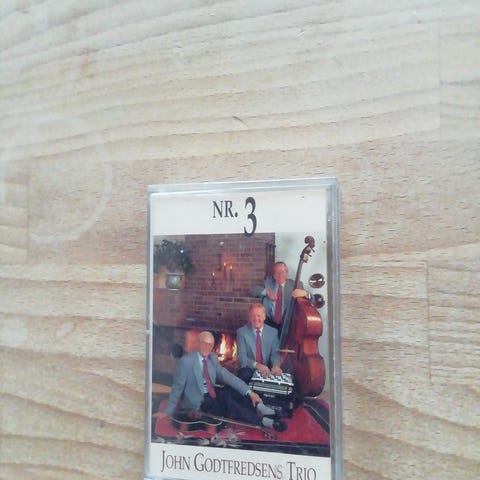 NR. 3
JOHN GODTFREDSENS TRIO